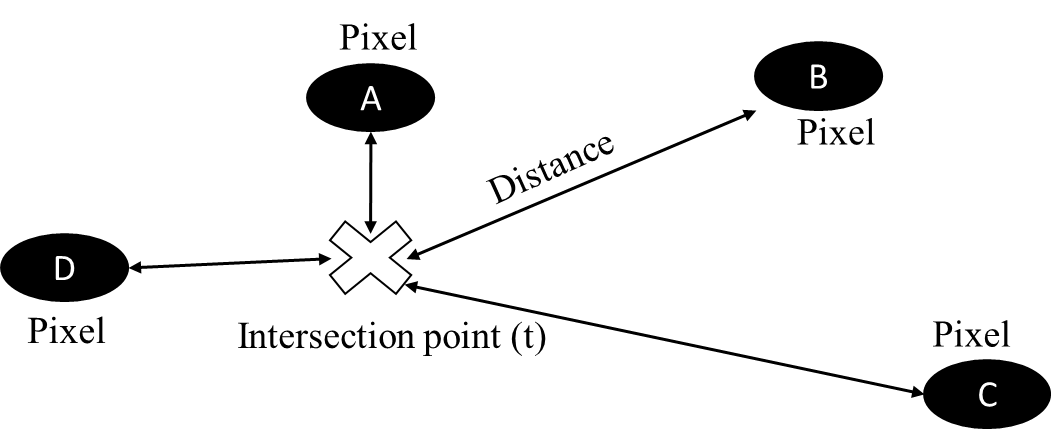 Pixel
A
B
Pixel
Distance
D
Pixel
Intersection point (t)
Pixel
C